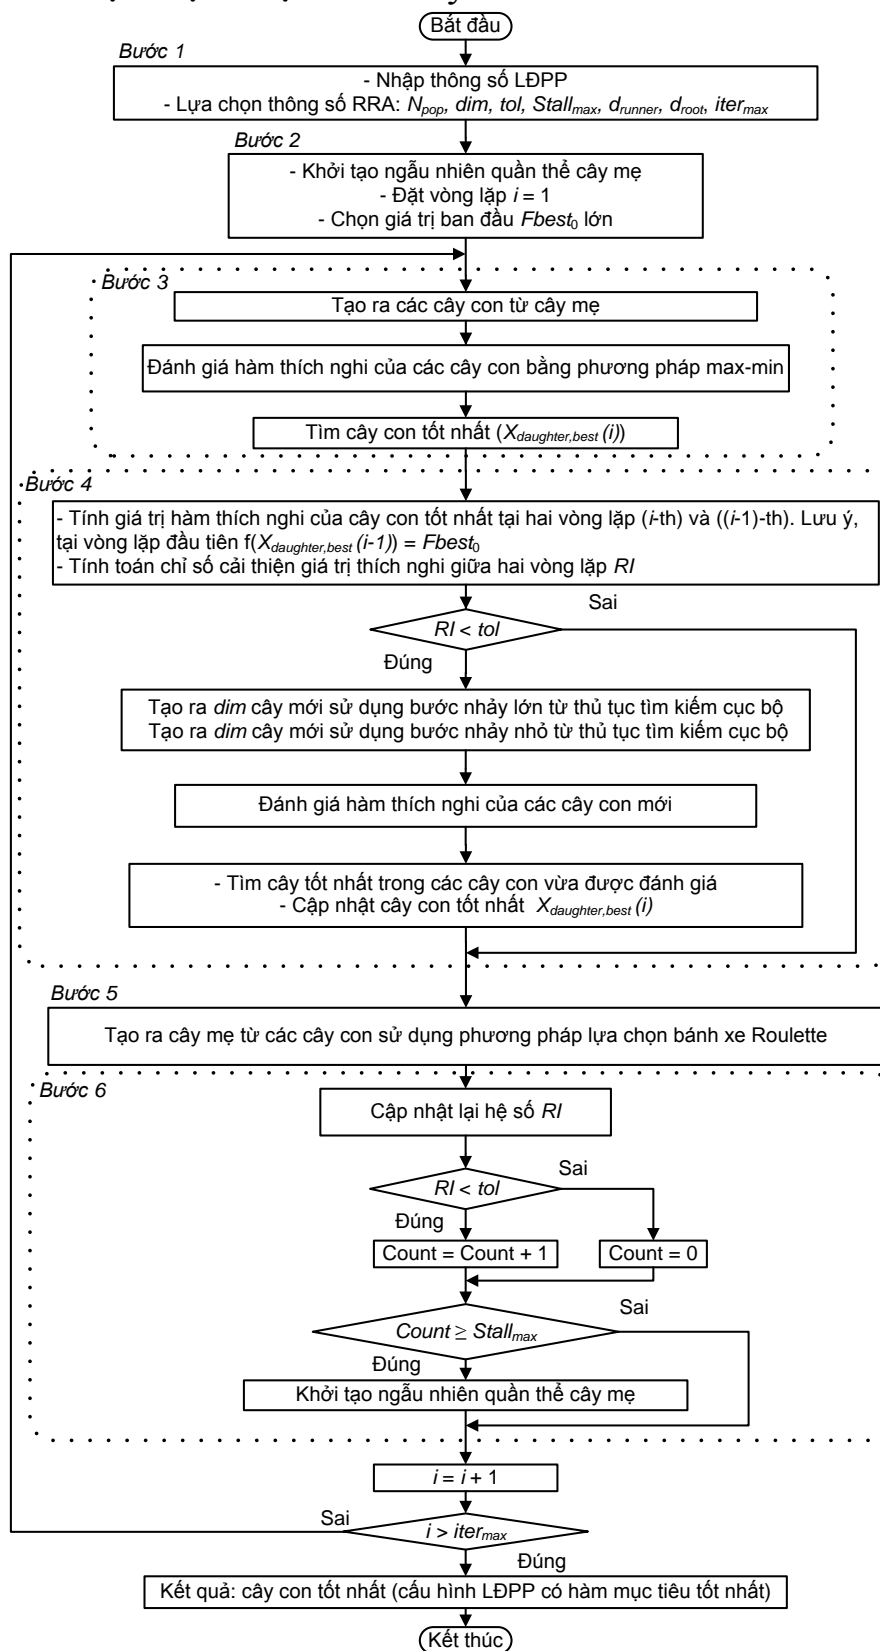 Bắt đầu
Bước 1
- Nhập thông số LĐPP
- Lựa chọn thông số RRA: Npop, dim, tol, Stallmax, drunner, droot, itermax
Bước 2
- Khởi tạo ngẫu nhiên quần thể cây mẹ
- Đặt vòng lặp i = 1
- Chọn giá trị ban đầu Fbest0 lớn
Bước 3
Tạo ra các cây con từ cây mẹ
Đánh giá hàm thích nghi của các cây con bằng phương pháp max-min
Tìm cây con tốt nhất (Xdaughter,best (i))
Bước 4
- Tính giá trị hàm thích nghi của cây con tốt nhất tại hai vòng lặp (i-th) và ((i-1)-th). Lưu ý,
tại vòng lặp đầu tiên f(Xdaughter,best (i-1)) = Fbest0
- Tính toán chỉ số cải thiện giá trị thích nghi giữa hai vòng lặp RI
Sai
RI < tol
Đúng
Tạo ra dim cây mới sử dụng bước nhảy lớn từ thủ tục tìm kiếm cục bộ
Tạo ra dim cây mới sử dụng bước nhảy nhỏ từ thủ tục tìm kiếm cục bộ
Đánh giá hàm thích nghi của các cây con mới
- Tìm cây tốt nhất trong các cây con vừa được đánh giá
- Cập nhật cây con tốt nhất Xdaughter,best (i)
Bước 5
Tạo ra cây mẹ từ các cây con sử dụng phương pháp lựa chọn bánh xe Roulette
Bước 6
Cập nhật lại hệ số RI
Sai
RI < tol
Đúng
Count = Count + 1
Count = 0
Sai
Count ≥ Stallmax
Đúng
Khởi tạo ngẫu nhiên quần thể cây mẹ
i = i + 1
Sai
i > itermax
Đúng
Kết quả: cây con tốt nhất (cấu hình LĐPP có hàm mục tiêu tốt nhất)
Kết thúc